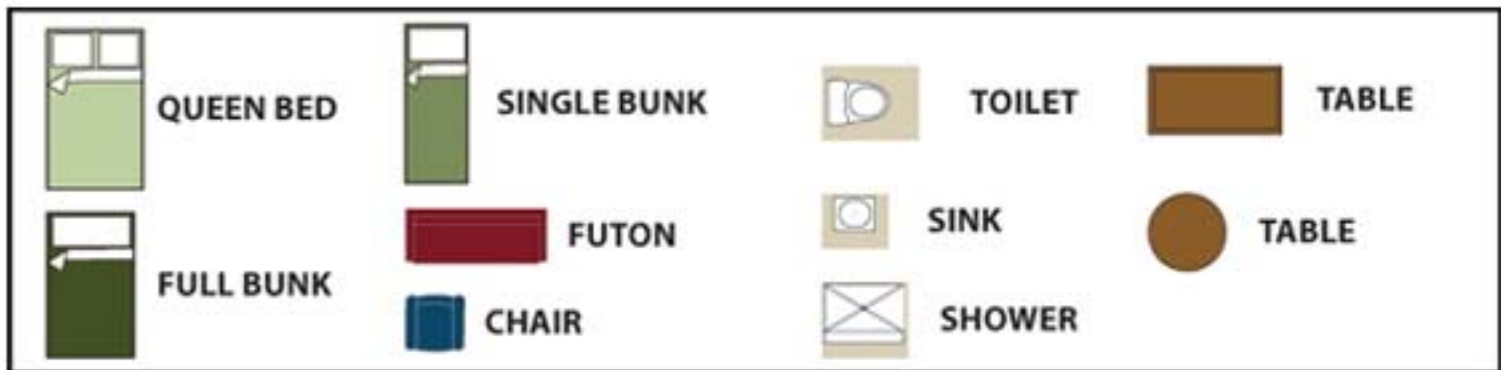 QUEEN BED
FULL BUNK
SINGLE BUNK
FUTON
CHAIR
TOILET
SINK
SHOWER
TABLE
TABLE